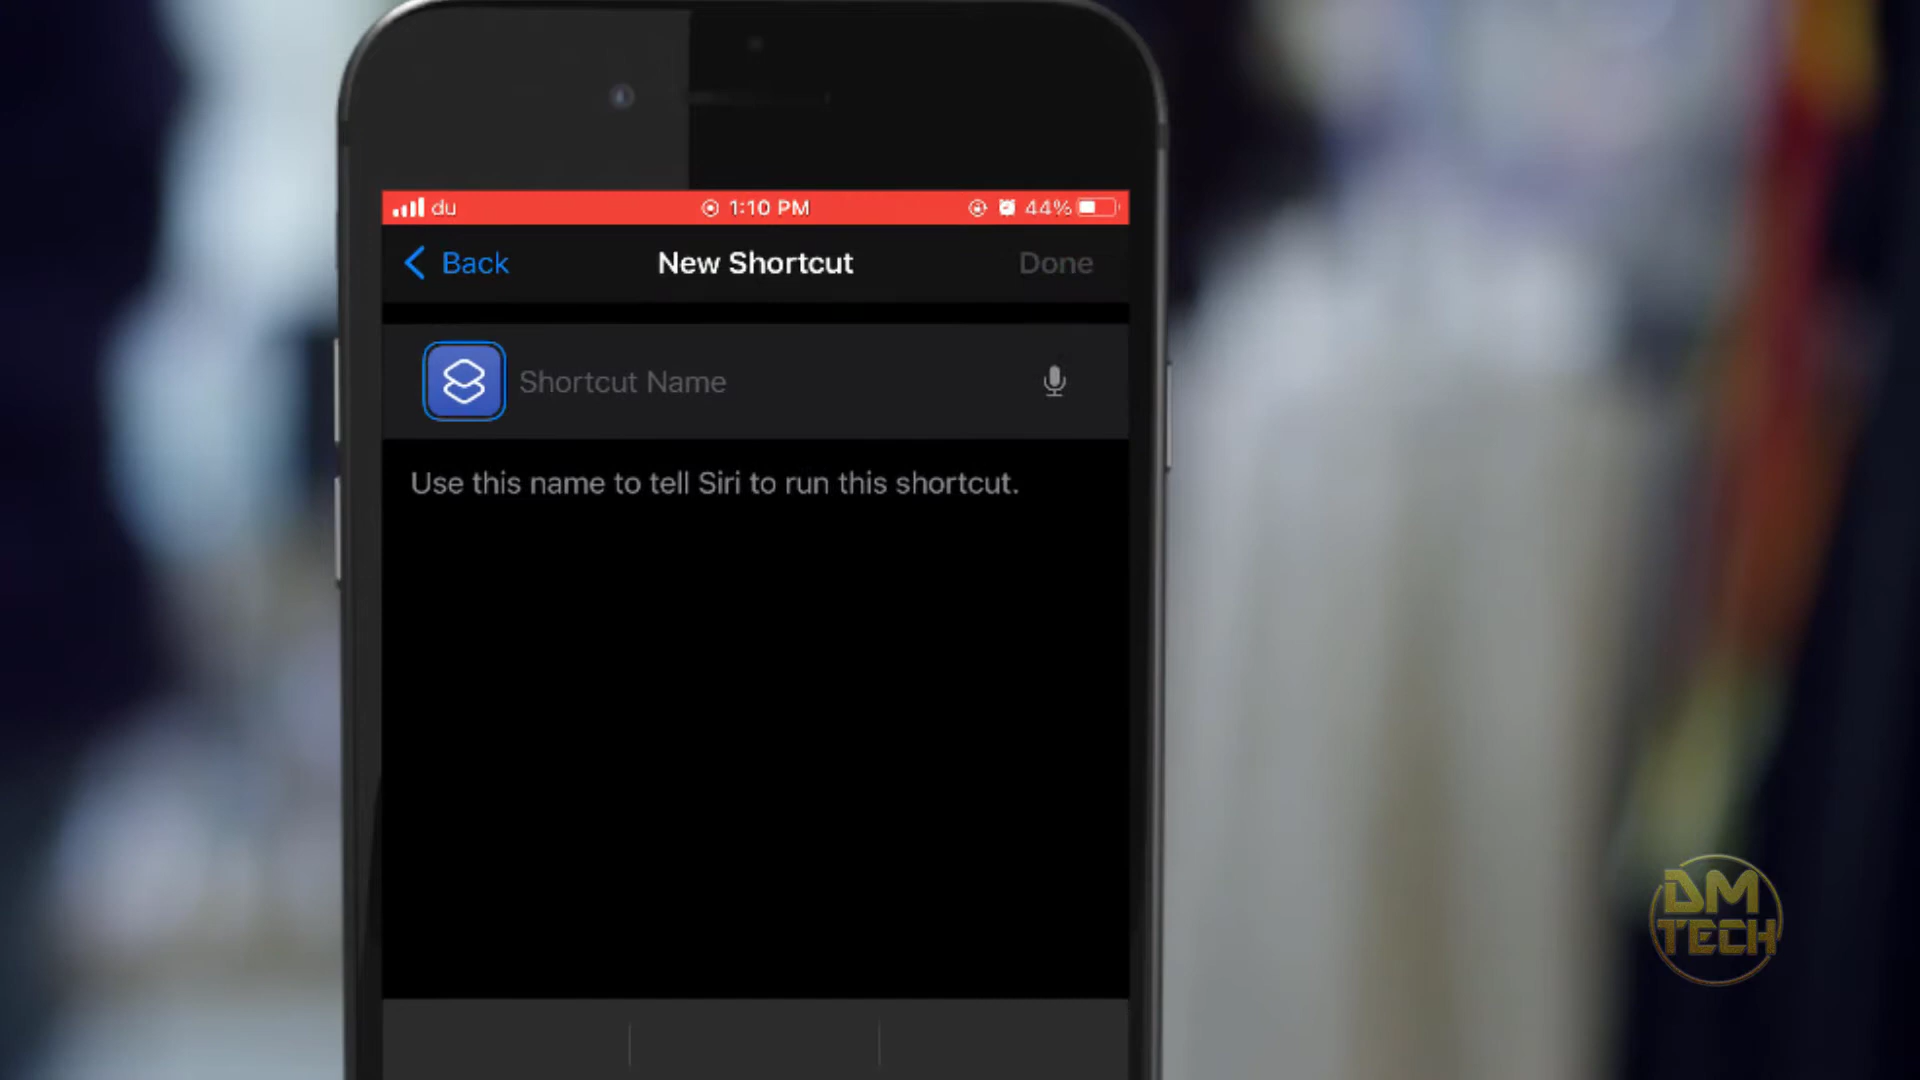 du
1:10 PM
44%
Back
New Shortcut
Done
Shortcut Name
Use this name to tell Siri to run this shortcut.
DM
TECH